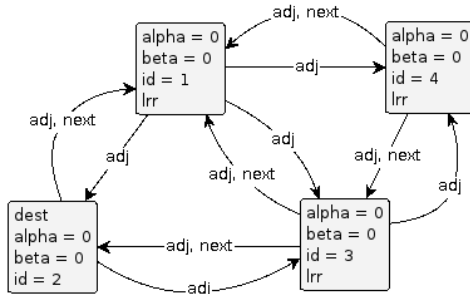 alpha = 0
beta = 0
id = 1
lrr
adj, next
alpha = 0
beta = 0
id = 4
lrr
adj
adj, next
adj
adj
adj, next
adj, next
adj
dest
alpha = 0
beta = 0
id = 2
adj, next
adj
alpha = 0
beta = 0
id = 3
lrr